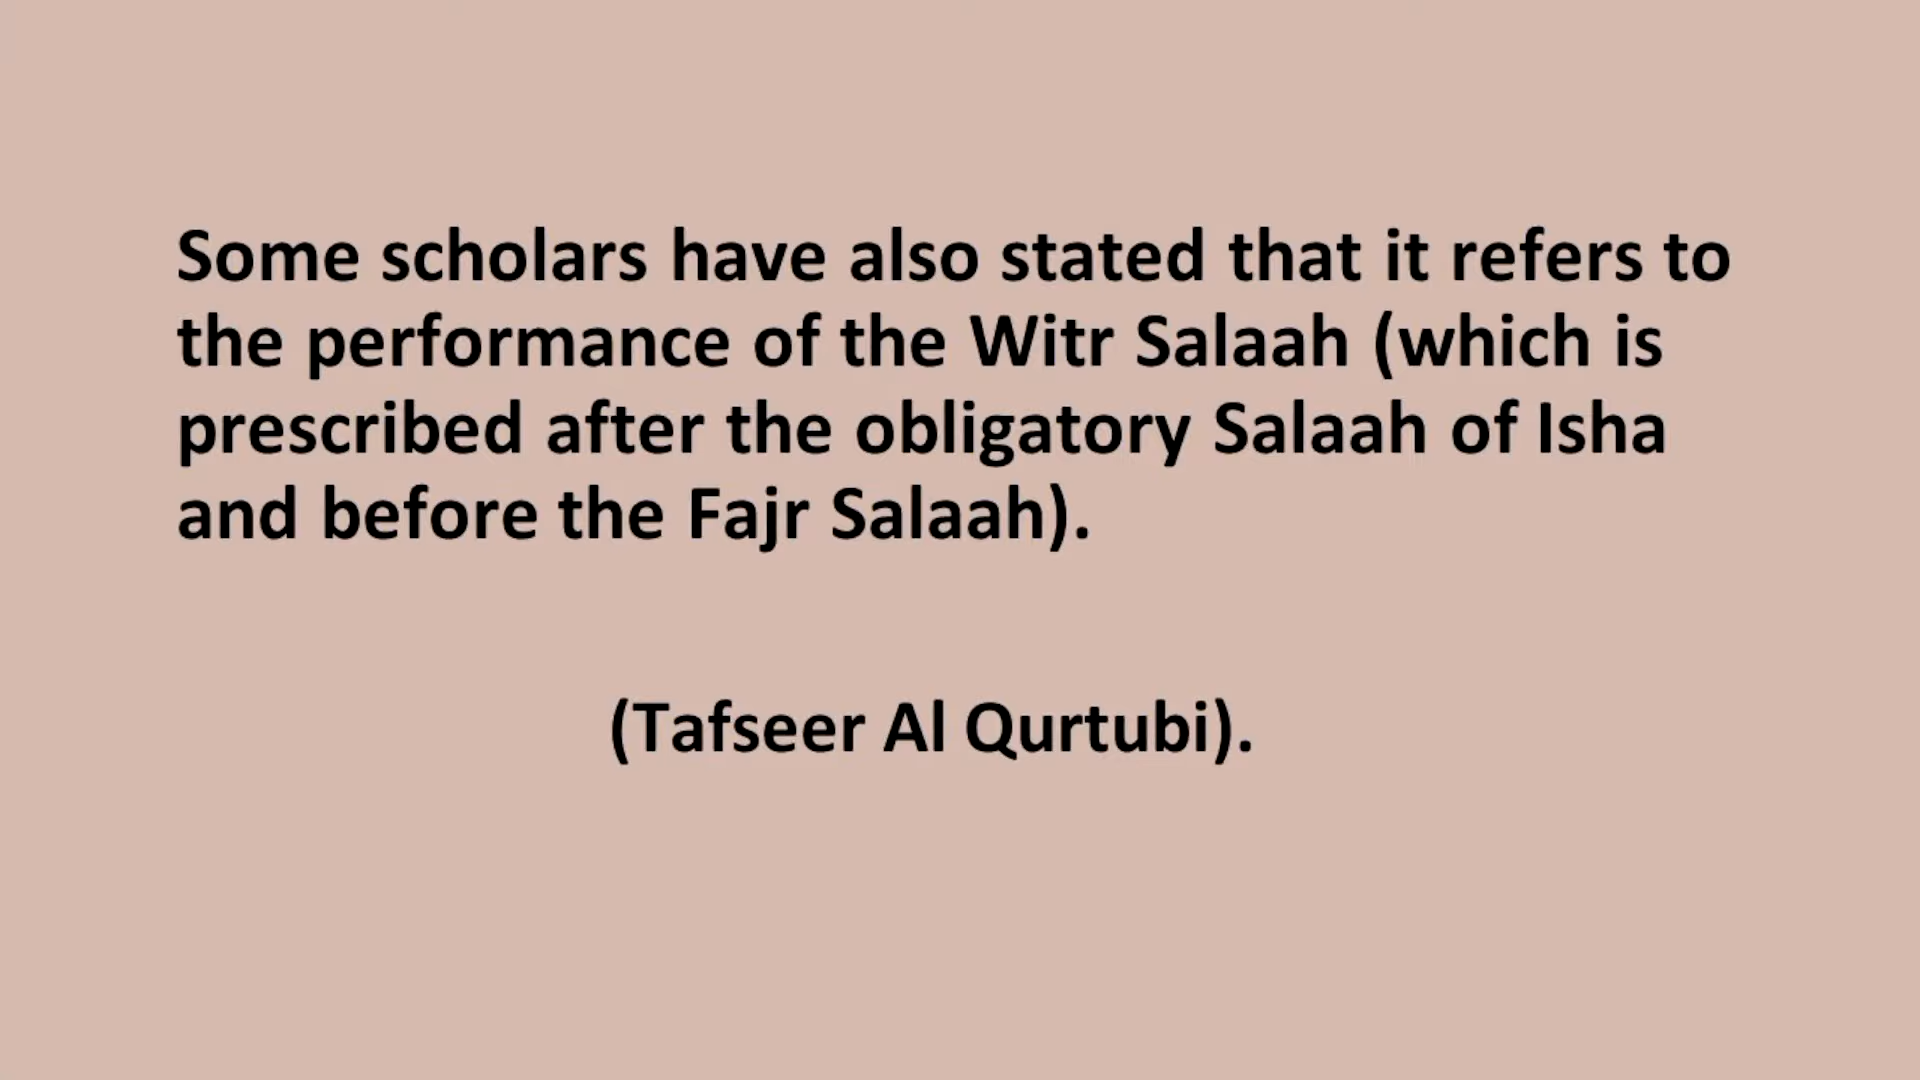 Some scholars have also stated that it refers to
the performance of the Witr Salaah (which is
prescribed after the obligatory Salaah of Isha
and before the Fajr Salaah).
(Tafseer Al Qurtubi).